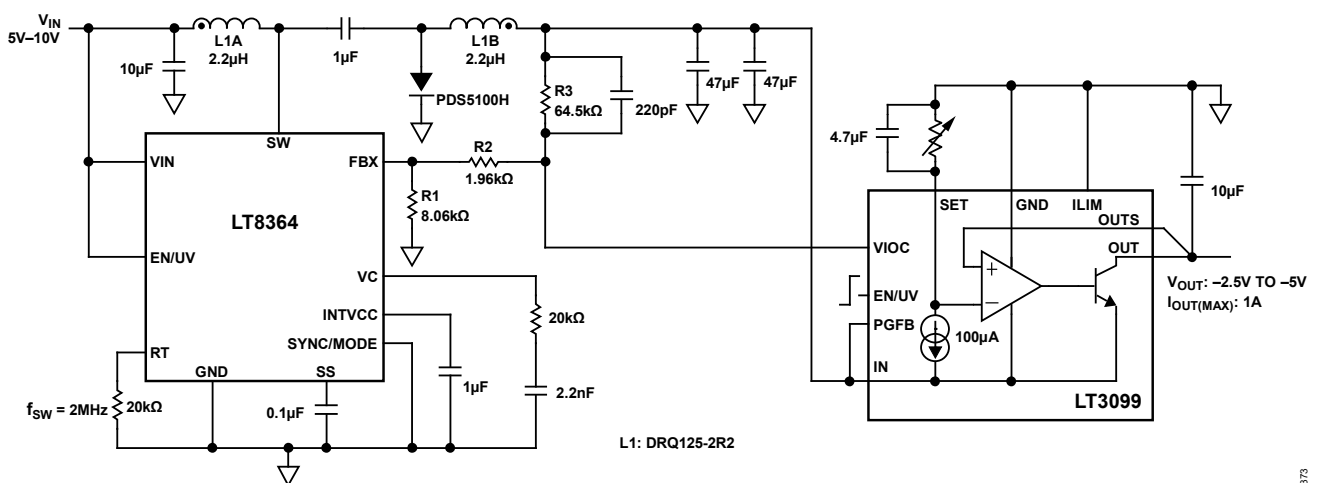 VIN
5V–10V
L1A
2.2µH
1µF
L1B
2.2µH
10µF
PDS5100H
R3
64.5kΩ
220pF
47µF
47µF
4.7µF
10µF
SW
VIN
FBX
R2
1.96kΩ
R1
8.06kΩ
LT8364
EN/UV
VC
INTVCC
SYNC/MODE
RT
GND
SS
20kΩ
1µF
2.2nF
fSW = 2MHz
20kΩ
0.1µF
L1: DRQ125-2R2
SET
GND
ILIM
OUTS
OUT
VIOC
EN/UV
PGFB
100µA
IN
+
–
LT3099
VOUT: –2.5V TO –5V
IOUT(MAX): 1A
373